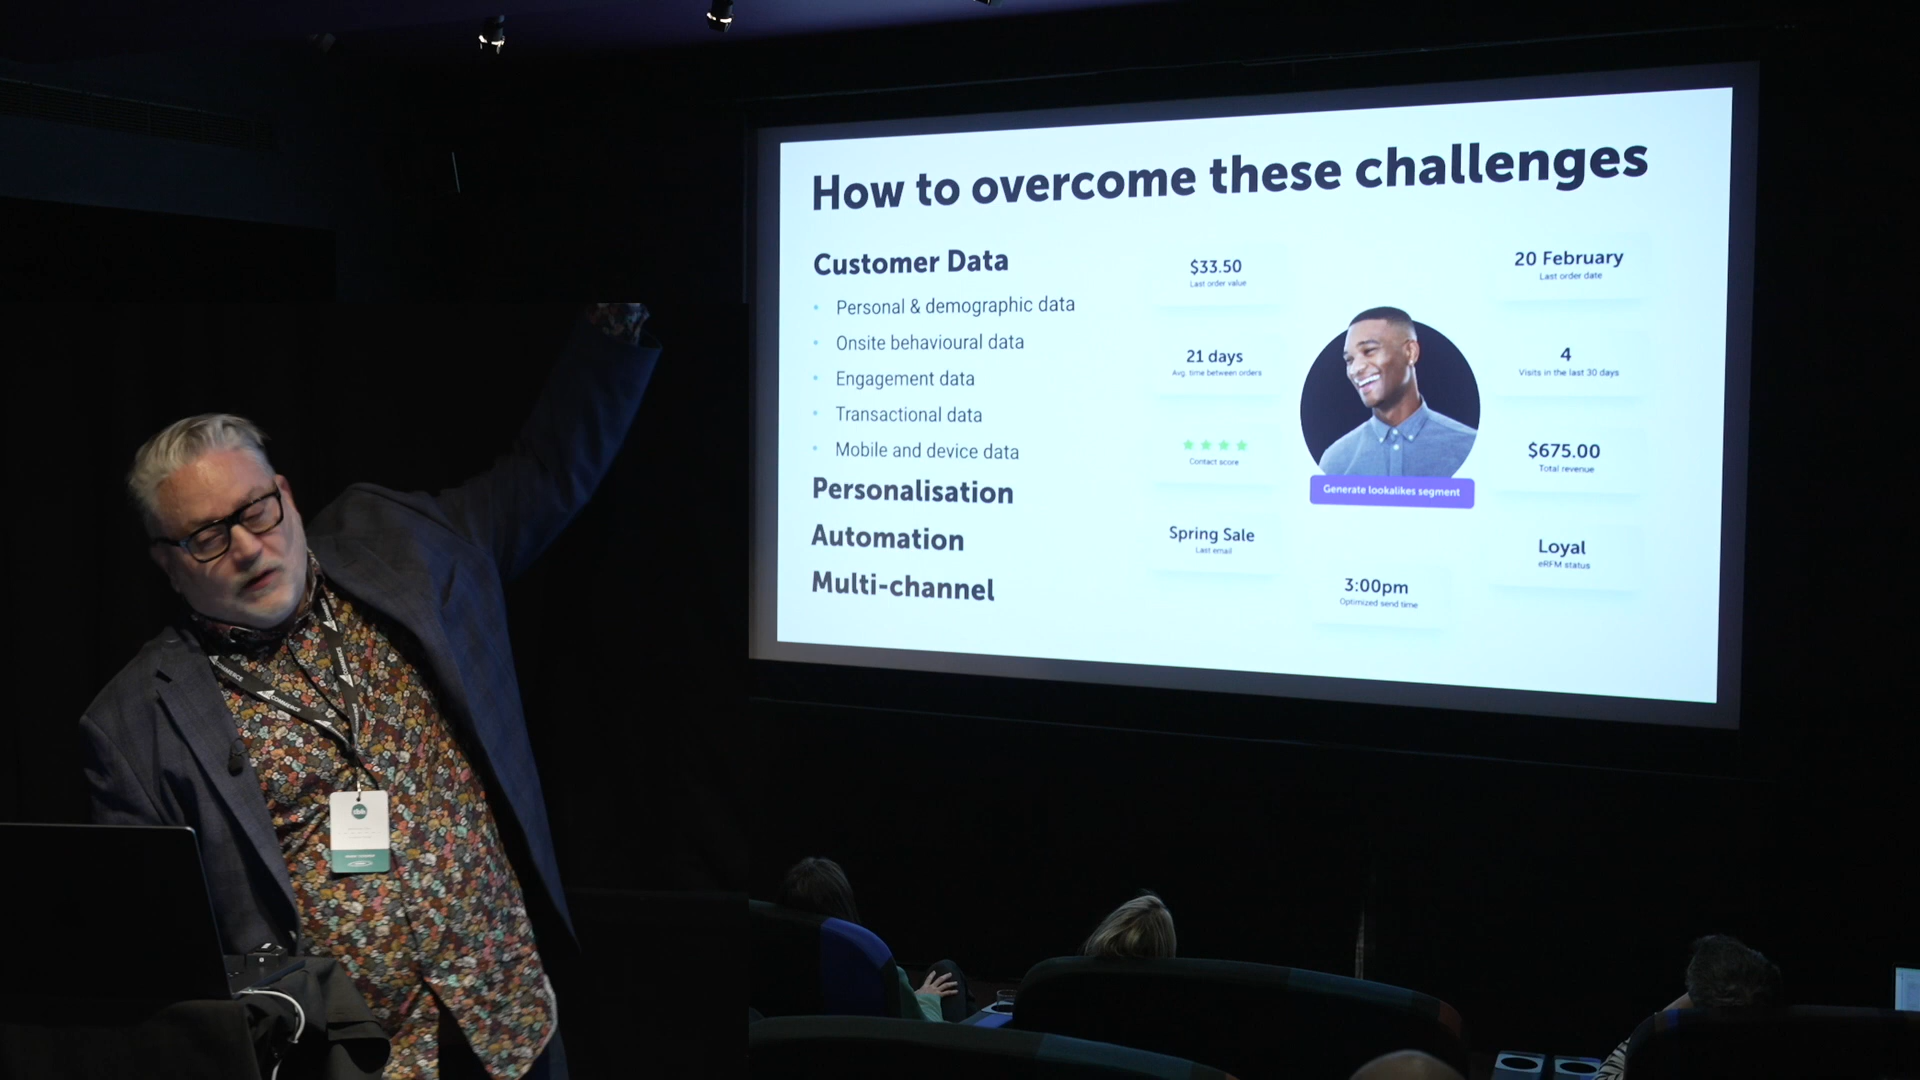 How to overcome these challenges
Customer Data
• Personal & demographic data
• Onsite behavioural data
• Engagement data
• Transactional data
• Mobile and device data
Personalisation
Automation
Multi-channel
$33.50
Last order value
21 days
Avg. time between orders
Contact score
Spring Sale
Last email
Generate lookalikes segment
3:00pm
Optimized send time
20 February
Last order date
4
Visits in the last 30 days
$675.00
Total revenue
Loyal
eRFM status
COMMERCE
COMMERCE